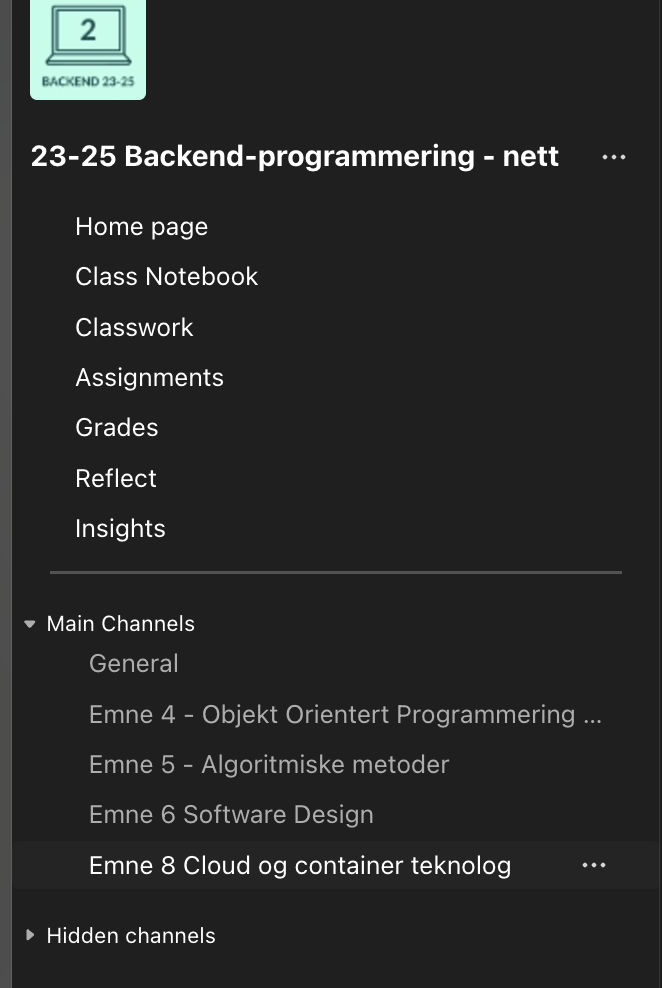 2
BACKEND 23-25
23-25 Backend-programmering - nett
Home page
Class Notebook
Classwork
Assignments
Grades
Reflect
Insights
Main Channels
General
Emne 4 - Objekt Orientert Programmering ...
Emne 5 - Algoritmiske metoder
Emne 6 Software Design
Emne 8 Cloud og container teknolog
Hidden channels